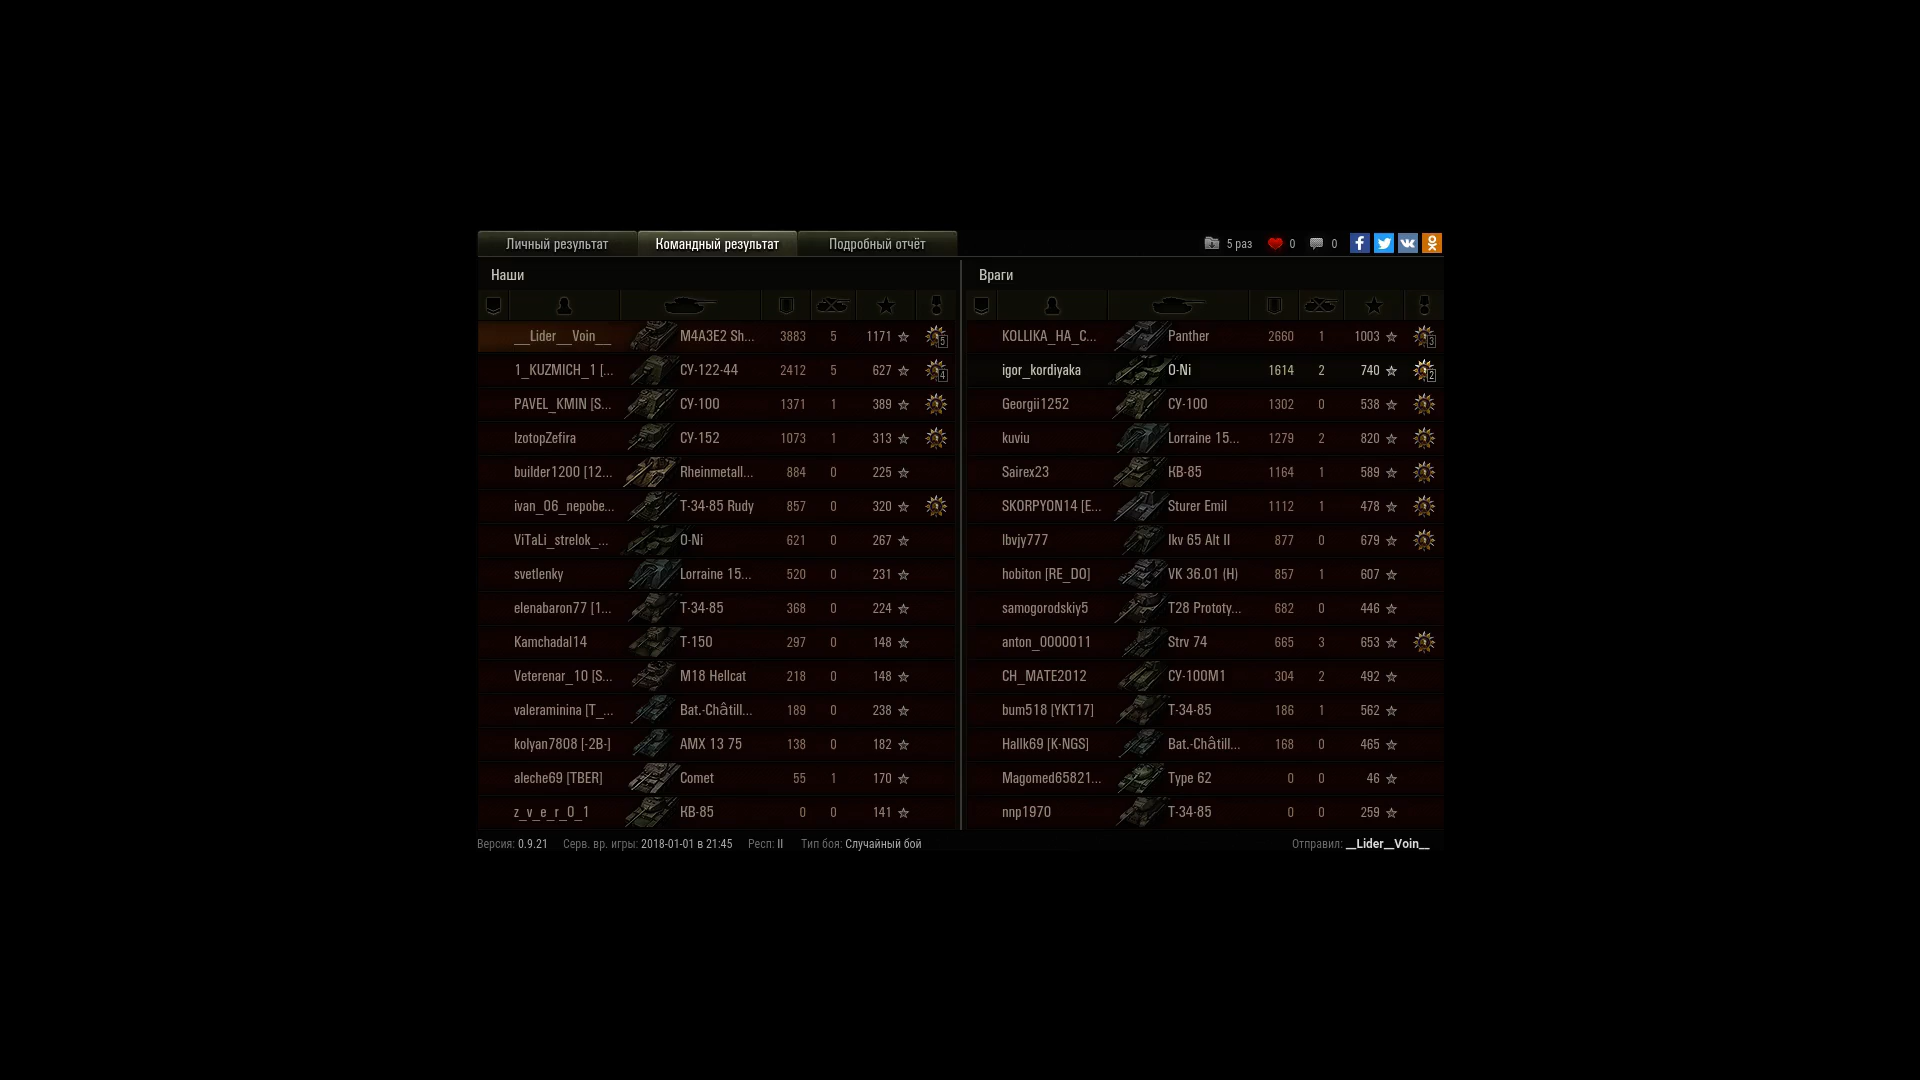 Личный результат Командный результат Подробный отчёт 5 раз 0 0
Наши Враги
__Lider__Voin__ M4A3E2 Sh... 3883 5 1171 5 KOLLIKA_HA_C... Panther 2660 1 1003 3
1_KUZMICH_1 [... СУ-122-44 2412 5 627 4 igor_kordiyaka O-Ni 1614 2 740 2
PAVEL_KMIN [S... СУ-100 1371 1 389 Georgii1252 СУ-100 1302 0 538
IzotopZefira СУ-152 1073 1 313 kuviu Lorraine 15... 1279 2 820
builder1200 [12... Rheinmetall... 884 0 225 Sairex23 КВ-85 1164 1 589
ivan_06_nepobe... Т-34-85 Rudy 857 0 320 SKORPYON14 [E... Sturer Emil 1112 1 478
ViTaLi_strelok_... O-Ni 621 0 267 lbvjy777 Ikv 65 Alt II 877 0 679
svetlenky Lorraine 15... 520 0 231 hobiton [RE_DO] VK 36.01 (H) 857 1 607
elenabaron77 [1... Т-34-85 368 0 224 samogorodskiy5 T28 Prototy... 682 0 446
Kamchadal14 Т-150 297 0 148 anton_0000011 Strv 74 665 3 653
Veterenar_10 [S... M18 Hellcat 218 0 148 CH_MATE2012 СУ-100М1 304 2 492
valeraminina [T_... Bat.-Châtill... 189 0 238 bum518 [YKT17] Т-34-85 186 1 562
kolyan7808 [-2B-] AMX 13 75 138 0 182 Hallk69 [K-NGS] Bat.-Châtill... 168 0 465
aleche69 [TBER] Comet 55 1 170 Magomed65821... Type 62 0 0 46
z_v_e_r_0_1 КВ-85 0 0 141 nnp1970 Т-34-85 0 0 259
Версия: 0.9.21 Серв. вр. игры: 2018-01-01 в 21:45 Респ: II Тип боя: Случайный бой Отправил: __Lider__Voin__